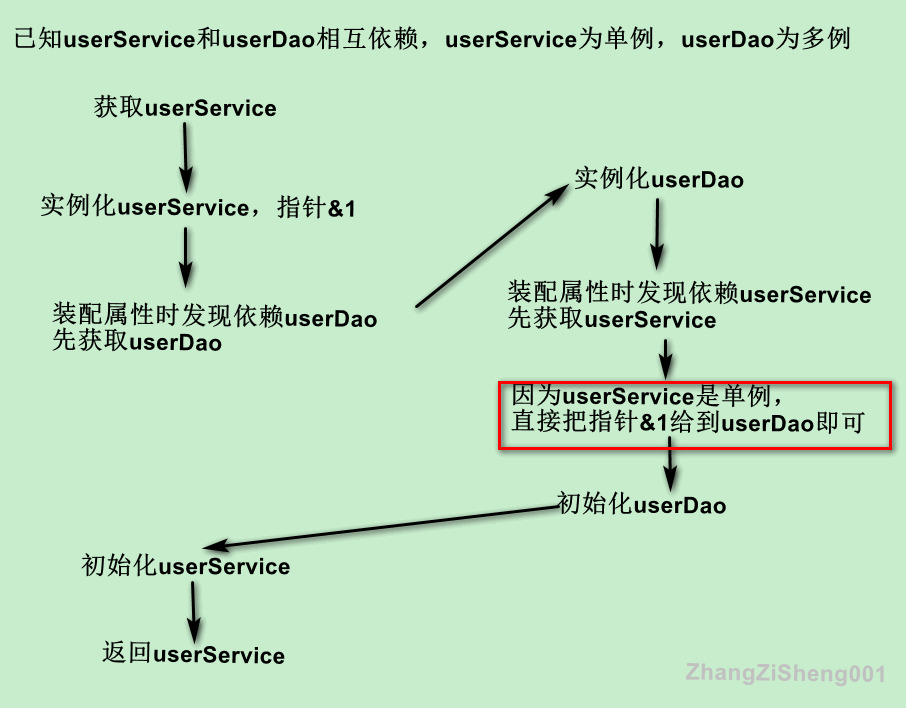 已知userService和userDao相互依赖，userService为单例，userDao为多例
获取userService
实例化userService，指针&1
装配属性时发现依赖userDao
先获取userDao
实例化userDao
装配属性时发现依赖userService
先获取userService
因为userService是单例，
直接把指针&1给到userDao即可
初始化userDao
初始化userService
返回userService
ZhangZiSheng001